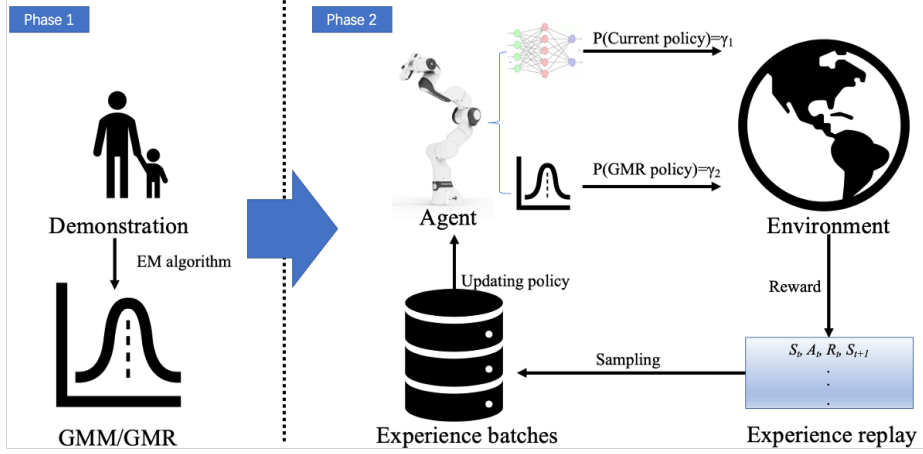 Phase 1
Demonstration
EM algorithm
GMM/GMR
Phase 2
P(Current policy)=γ₁
P(GMR policy)=γ₂
Agent
Environment
Updating policy
Reward
Sₜ, Aₜ, Rₜ, Sₜ₊₁
.
.
.
Sampling
Experience batches
Experience replay